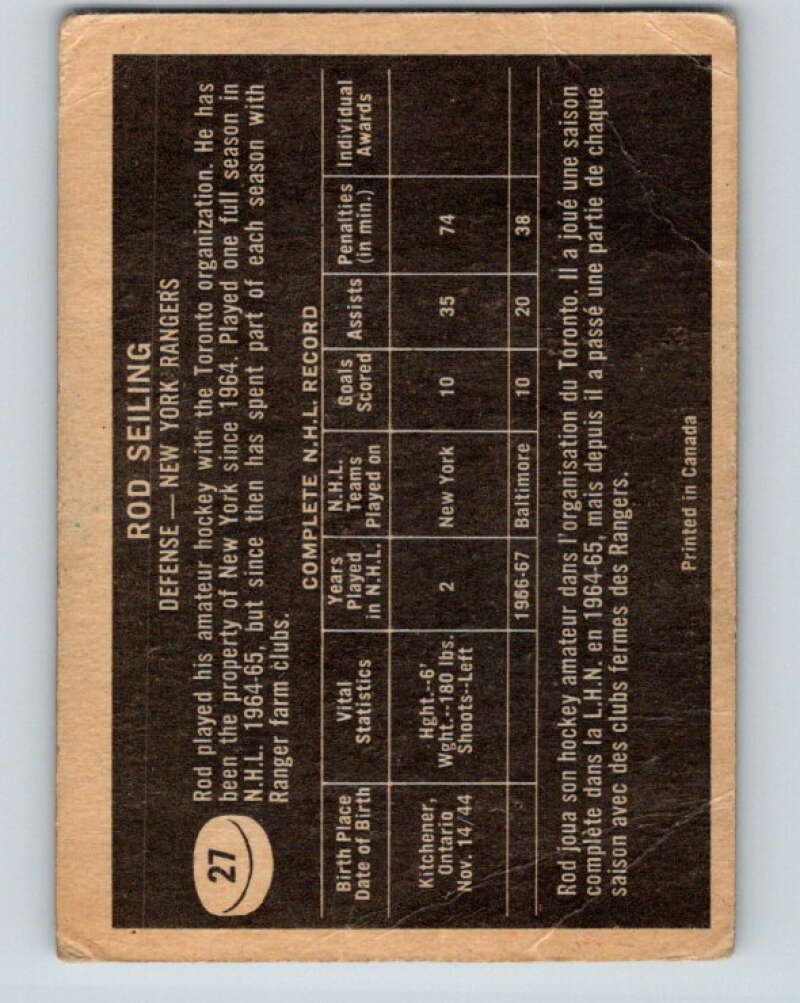 27
ROD SEILING
DEFENSE — NEW YORK RANGERS
Rod played his amateur hockey with the Toronto organization. He has
been the property of New York since 1964. Played one full season in
N.H.L. 1964-65, but since then has spent part of each season with
Ranger farm clubs.
COMPLETE N.H.L. RECORD
Birth Place
Date of Birth
Vital
Statistics
Years
Played
in N.H.L.
N.H.L.
Teams
Played on
Goals
Scored
Assists
Penalties
(in min.)
Individual
Awards
Kitchener,
Ontario
Nov. 14/44
Hght.--6'
Wght.--180 lbs.
Shoots--Left
2
New York
10
35
74
1966-67
Baltimore
10
20
38
Rod joua son hockey amateur dans l'organisation du Toronto. Il a joué une saison
complète dans la L.H.N. en 1964-65, mais depuis il a passé une partie de chaque
saison avec des clubs fermes des Rangers.
Printed in Canada